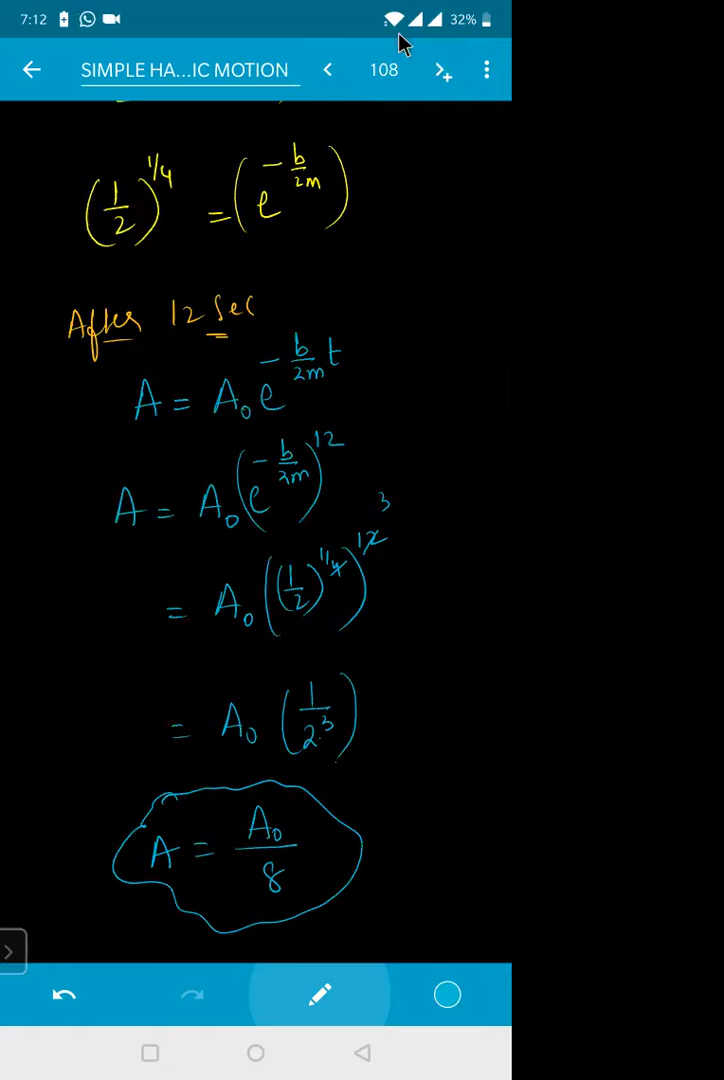 7:12 32%
SIMPLE HA...IC MOTION 108
(1/2)^1/4 = (e^-b/2m)
After 12 Sec
A = A₀ e^-b/2m t
A = A₀ (e^-b/2m)^12
= A₀ ((1/2)^1/4)^12 3
= A₀ (1/2^3)
A = A₀/8